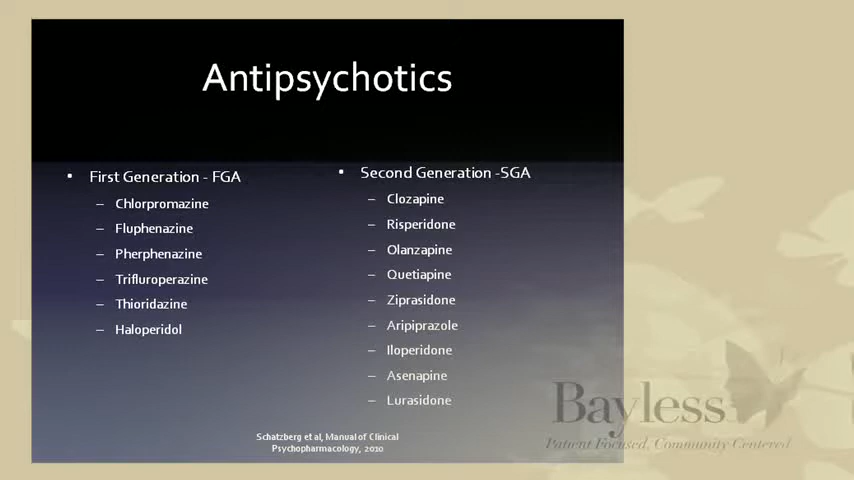 Antipsychotics
• First Generation - FGA
– Chlorpromazine
– Fluphenazine
– Pherphenazine
– Trifluroperazine
– Thioridazine
– Haloperidol
• Second Generation -SGA
– Clozapine
– Risperidone
– Olanzapine
– Quetiapine
– Ziprasidone
– Aripiprazole
– Iloperidone
– Asenapine
– Lurasidone
Schatzberg et al, Manual of Clinical
Psychopharmacology, 2010
Bayless
Patient Focused, Community Centered